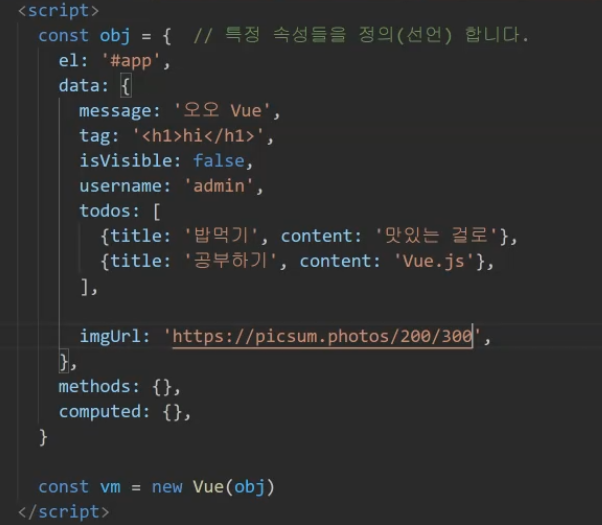 <script>
const obj = {  // 특정 속성들을 정의(선언) 합니다.
el: '#app',
data: {
message: '오오 Vue',
tag: '<h1>hi</h1>',
isVisible: false,
username: 'admin',
todos: [
{title: '밥먹기', content: '맛있는 걸로'},
{title: '공부하기', content: 'Vue.js'},
],
imgUrl: 'https://picsum.photos/200/300',
},
methods: {},
computed: {},
}
const vm = new Vue(obj)
</script>